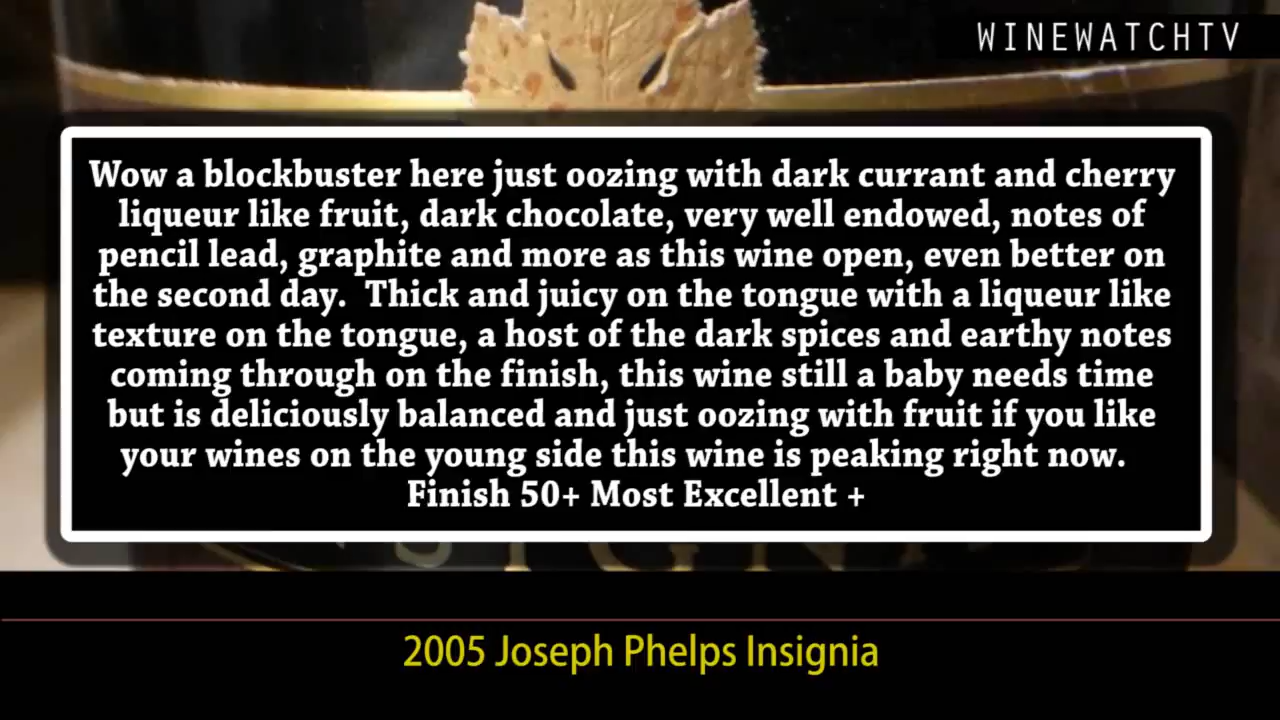 WINEWATCHTV
Wow a blockbuster here just oozing with dark currant and cherry
liqueur like fruit, dark chocolate, very well endowed, notes of
pencil lead, graphite and more as this wine open, even better on
the second day.  Thick and juicy on the tongue with a liqueur like
texture on the tongue, a host of the dark spices and earthy notes
coming through on the finish, this wine still a baby needs time
but is deliciously balanced and just oozing with fruit if you like
your wines on the young side this wine is peaking right now.
Finish 50+ Most Excellent +
2005 Joseph Phelps Insignia